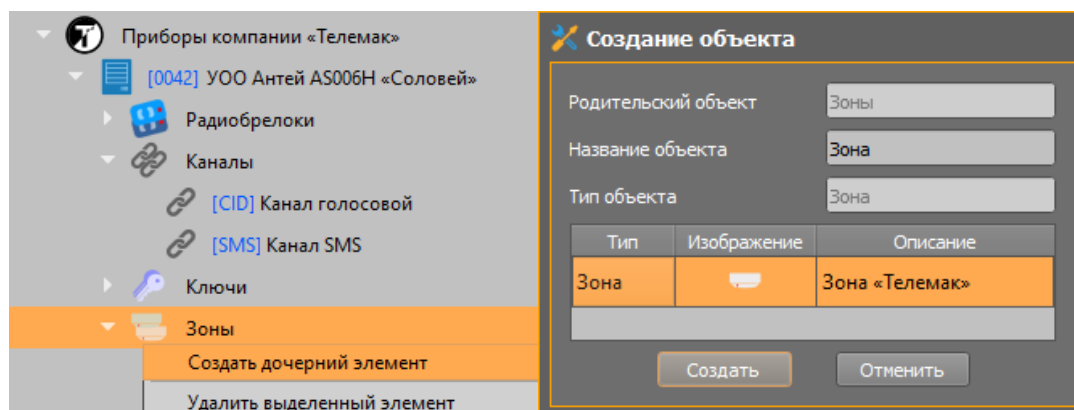 Приборы компании «Телемак»
[0042] УОО Антей AS006H «Соловей»
Радиобрелоки
Каналы
[CID] Канал голосовой
[SMS] Канал SMS
Ключи
Зоны
Создать дочерний элемент
Удалить выделенный элемент
Создание объекта
Родительский объект Зоны
Название объекта Зона
Тип объекта Зона
Тип Изображение Описание
Зона Зона «Телемак»
Создать Отменить